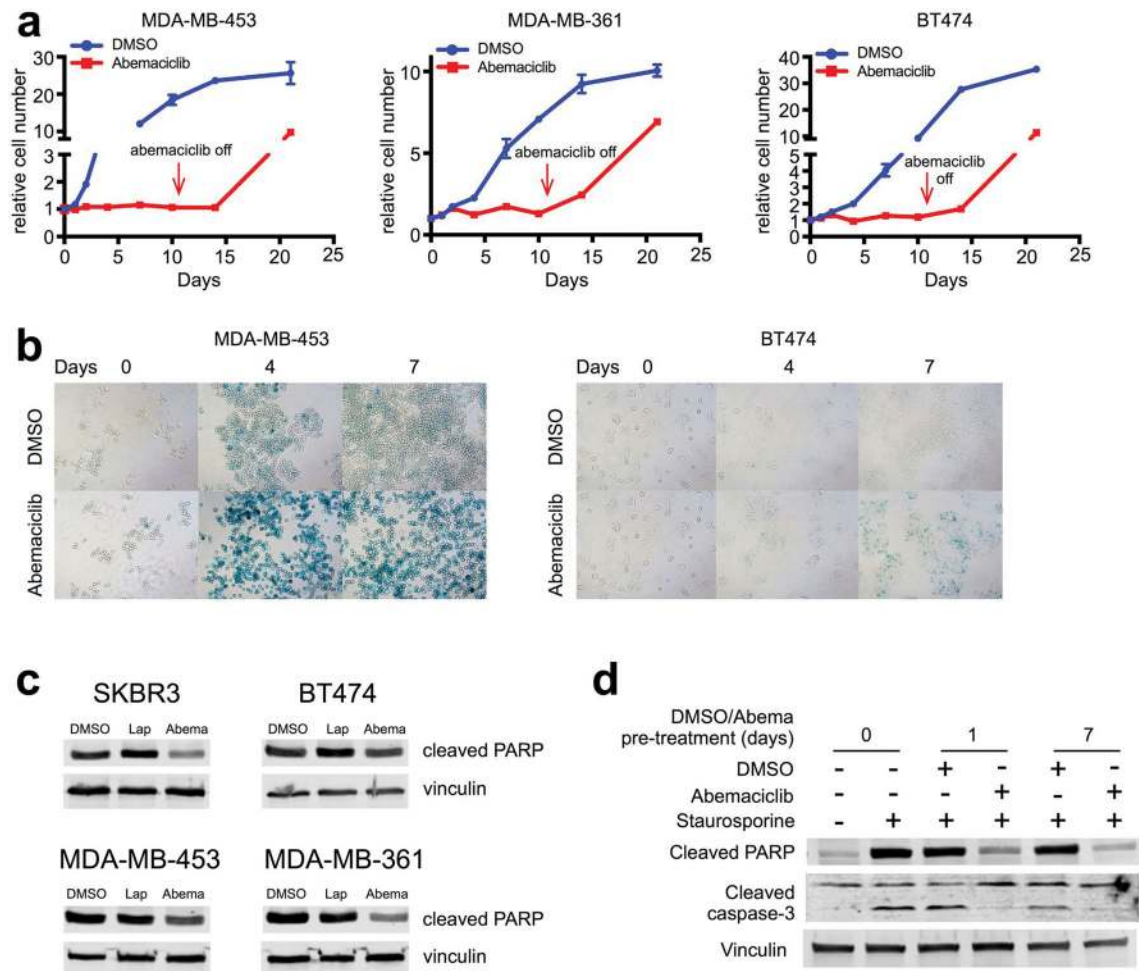 a
MDA-MB-453
DMSO
Abemaciclib
relative cell number
30
20
10
3
2
1
0
abemaciclib off
0 5 10 15 20 25
Days
MDA-MB-361
DMSO
Abemaciclib
relative cell number
10
5
0
abemaciclib off
0 5 10 15 20 25
Days
BT474
DMSO
Abemaciclib
relative cell number
40
30
20
10
5
4
3
2
1
0
abemaciclib
off
0 5 10 15 20 25
Days
b
MDA-MB-453
Days 0 4 7
DMSO
Abemaciclib
BT474
Days 0 4 7
DMSO
Abemaciclib
c
SKBR3
DMSO Lap Abema
BT474
DMSO Lap Abema
cleaved PARP
vinculin
MDA-MB-453
DMSO Lap Abema
MDA-MB-361
DMSO Lap Abema
cleaved PARP
vinculin
d
DMSO/Abema
pre-treatment (days) 0 1 7
DMSO - - + - + -
Abemaciclib - - - + - +
Staurosporine - + + + + +
Cleaved PARP
Cleaved
caspase-3
Vinculin